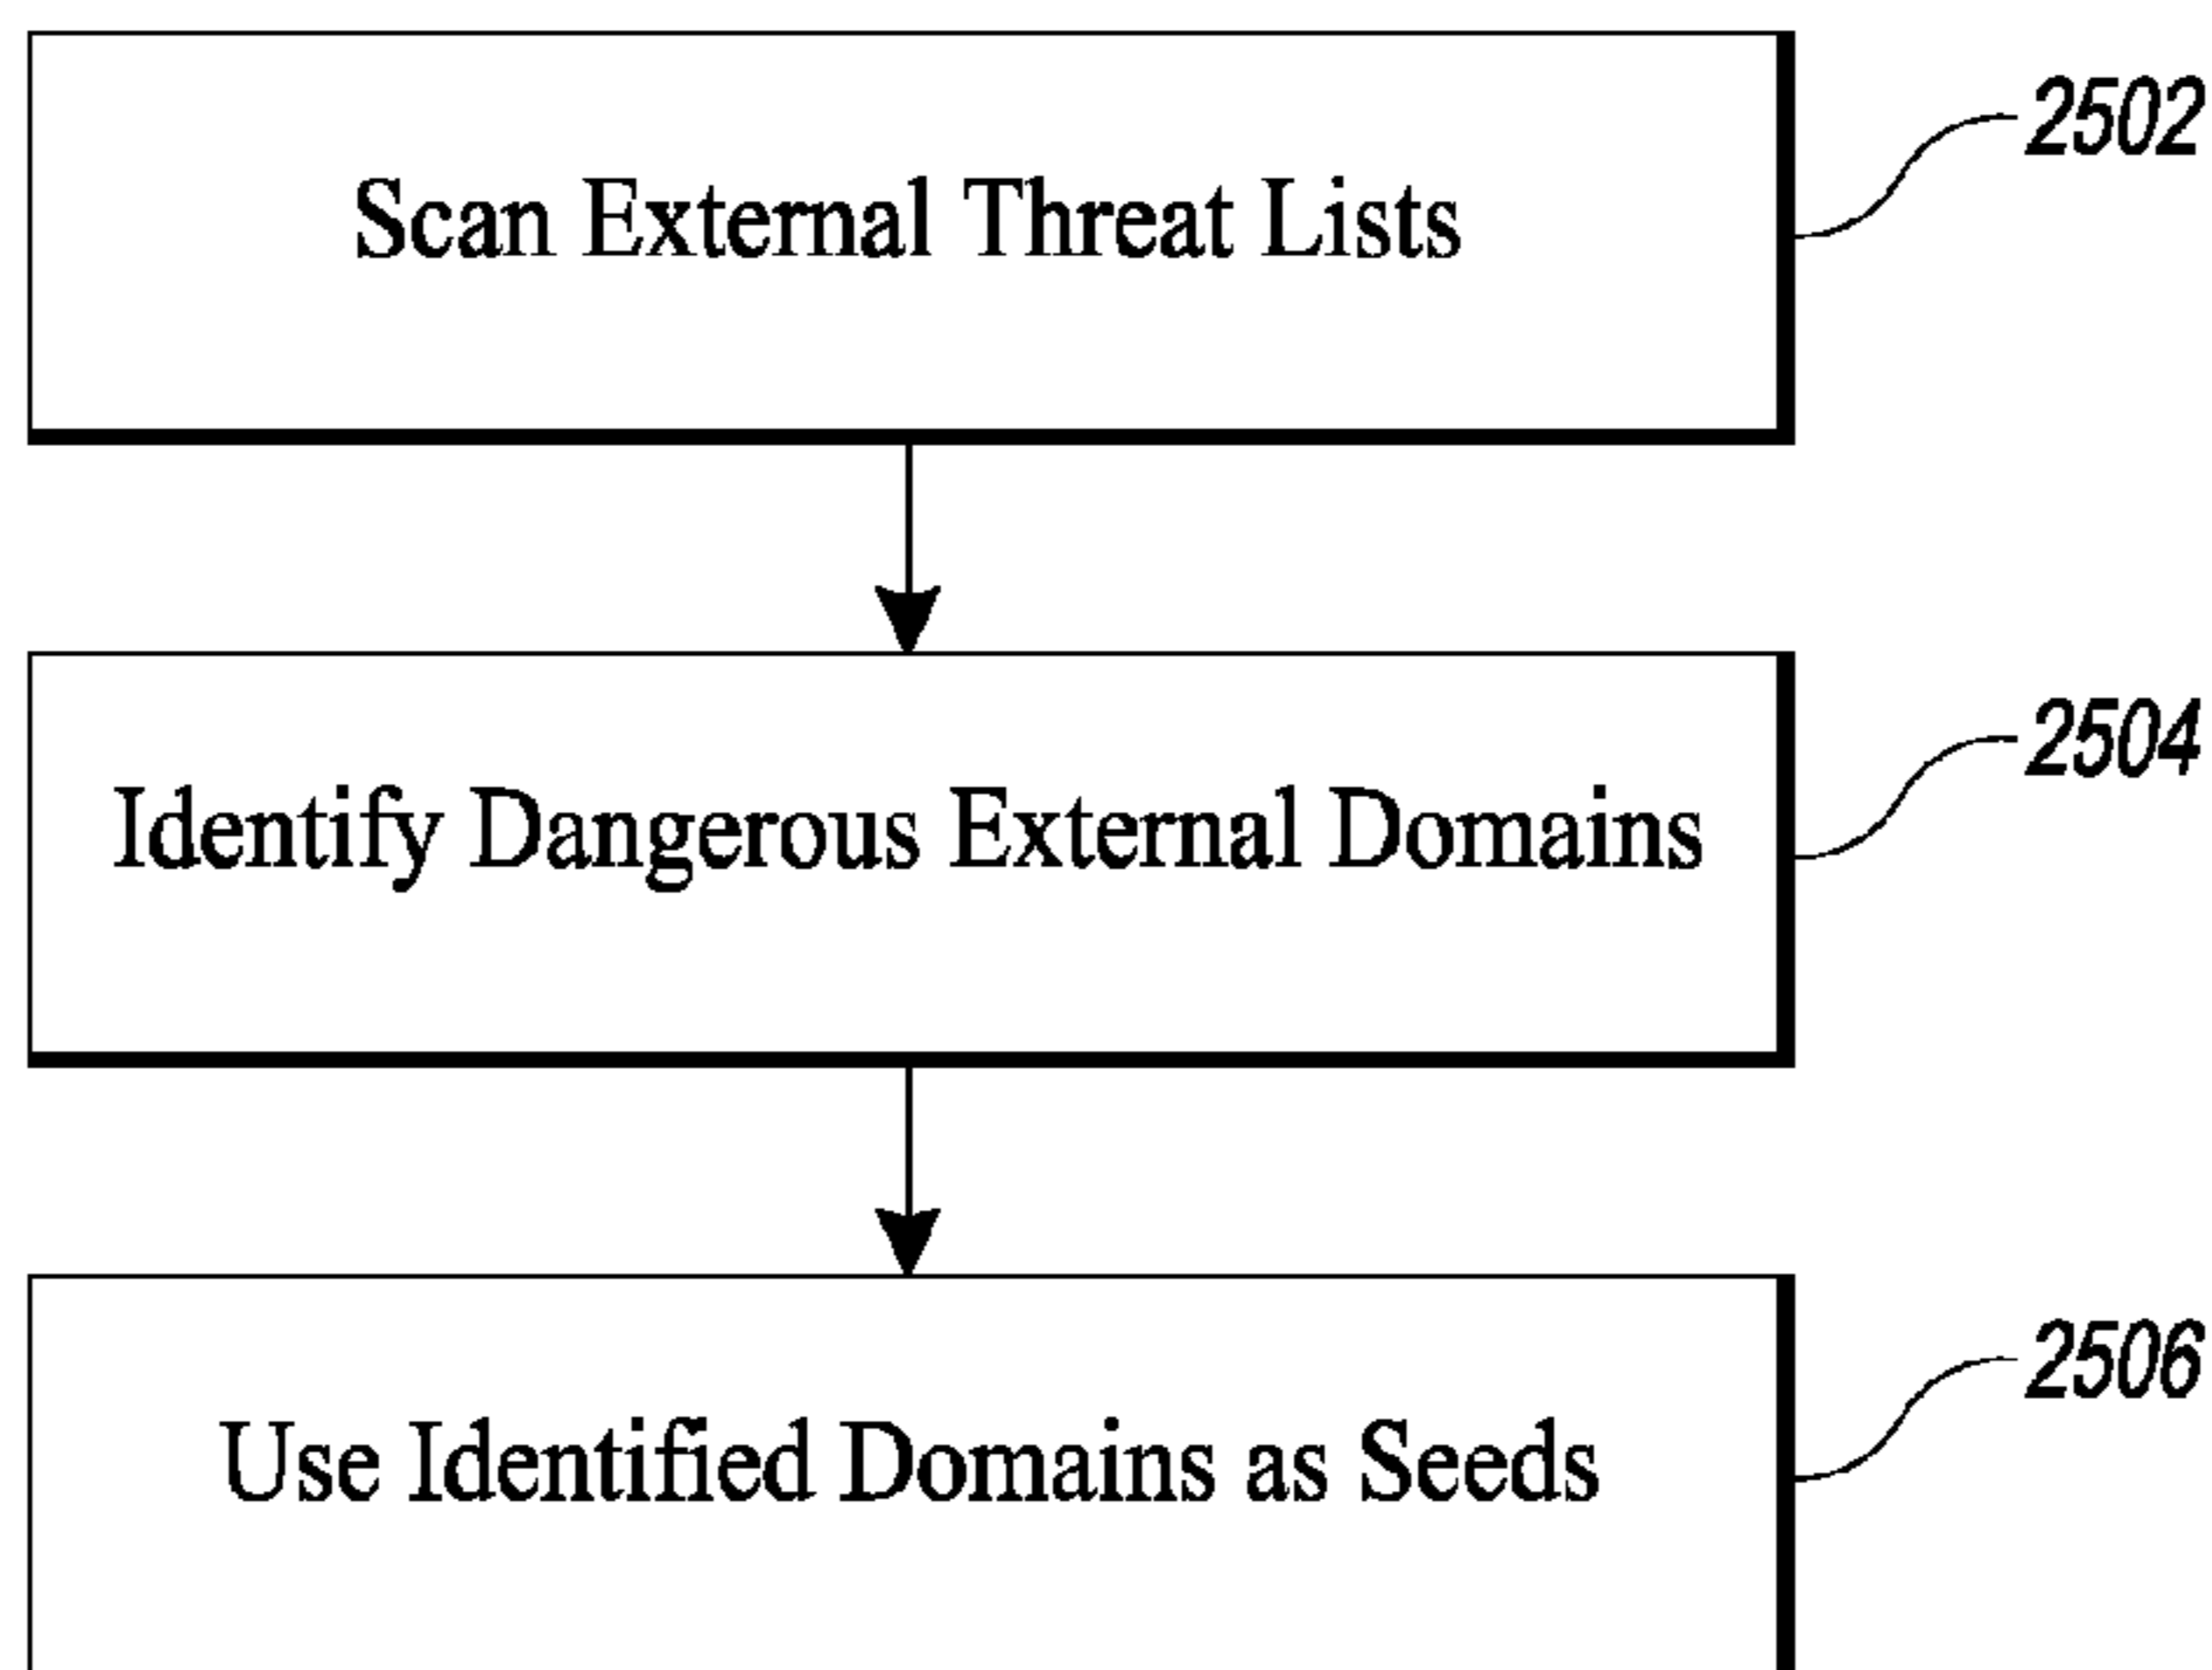 Scan External Threat Lists
2502
Identify Dangerous External Domains
2504
Use Identified Domains as Seeds
2506